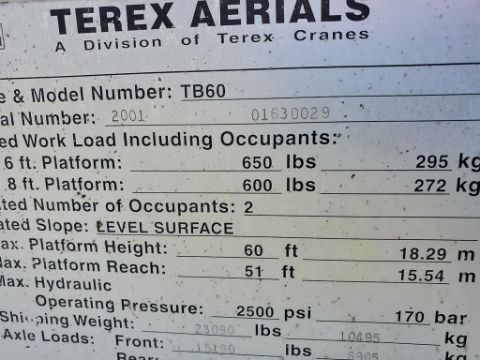 TEREX AERIALS
A Division of Terex Cranes
e & Model Number: TB60
al Number: 2001 01630029
ed Work Load Including Occupants:
6 ft. Platform: 650 lbs 295 kg
8 ft. Platform: 600 lbs 272 kg
ted Number of Occupants: 2
ated Slope: LEVEL SURFACE
ax. Platform Height: 60 ft 18.29 m
Max. Platform Reach: 51 ft 15.54 m
Max. Hydraulic
Operating Pressure: 2500 psi 170 bar
Shipping Weight: 23090 lbs 10495 kg
Axle Loads: Front: 15190 lbs kg
Rear: